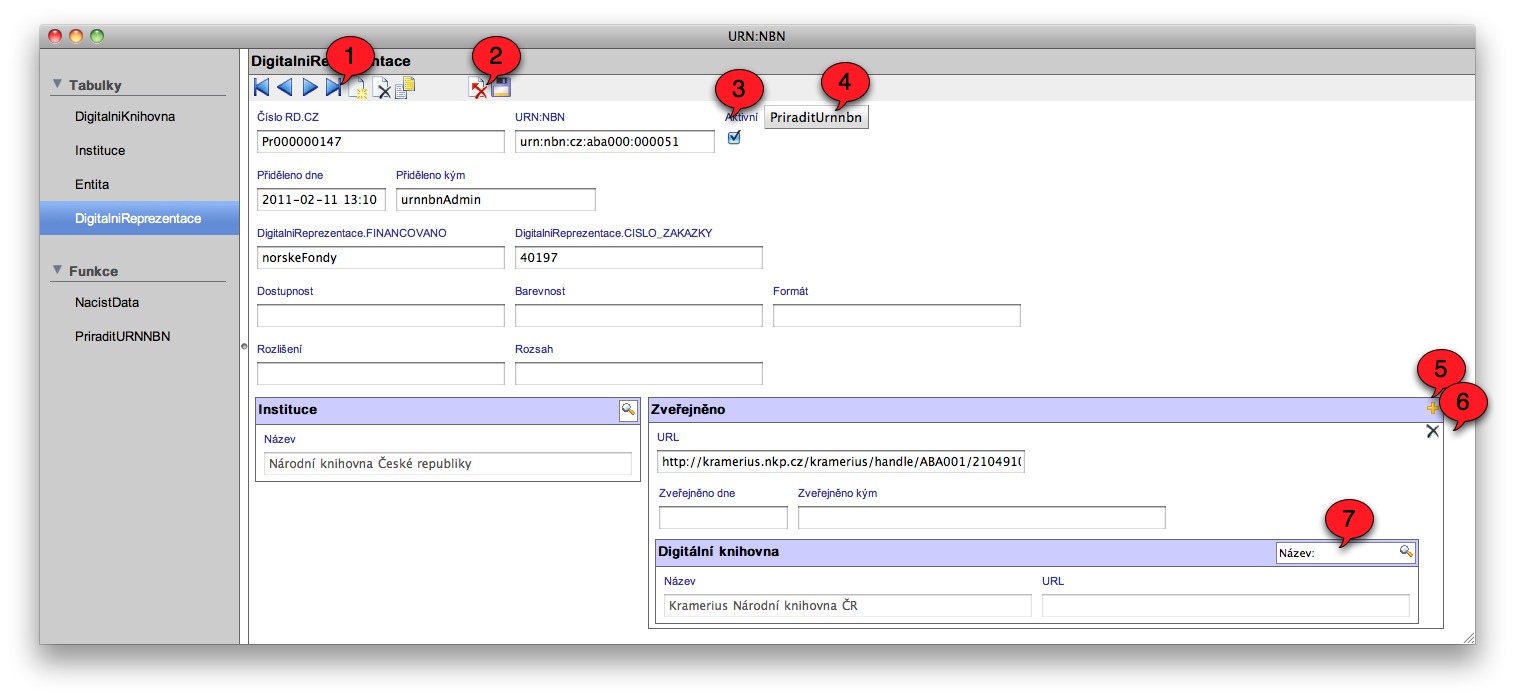 URN:NBN
Tabulky
DigitalniKnihovna
Instituce
Entita
DigitalniReprezentace
Funkce
NacistData
PriraditURNNBN
1
2
3
4
Číslo RD.CZ
URN:NBN
Aktivní
PriraditUrnnbn
Pr000000147
urn:nbn:cz:aba000:000051
Přiděleno dne
Přiděleno kým
2011-02-11 13:10
urnnbnAdmin
DigitalniReprezentace.FINANCOVANO
DigitalniReprezentace.CISLO_ZAKAZKY
norskeFondy
40197
Dostupnost
Barevnost
Formát
Rozlišení
Rozsah
5
6
Instituce
Název
Národní knihovna České republiky
Zveřejněno
URL
http://kramerius.nkp.cz/kramerius/handle/ABA001/2104910
Zveřejněno dne
Zveřejněno kým
7
Digitální knihovna
Název:
Název
URL
Kramerius Národní knihovna ČR